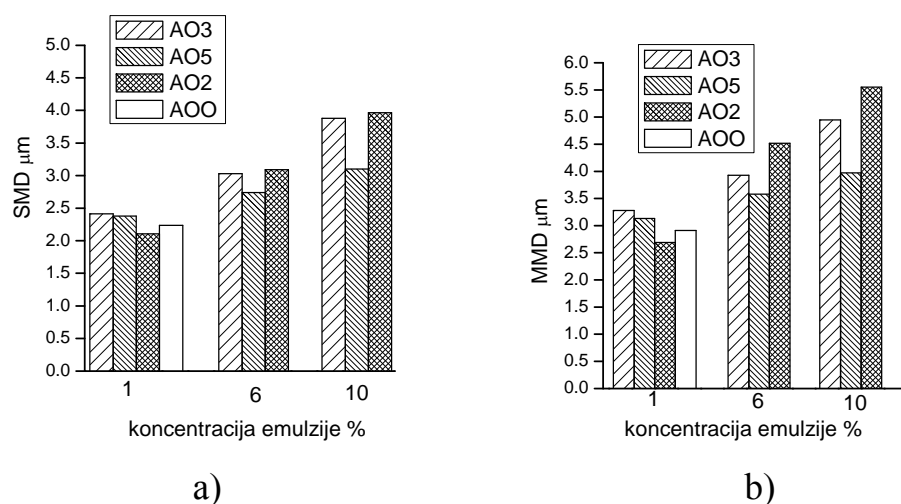 AO3
AO5
AO2
AOO
5.0
4.5
4.0
3.5
3.0
2.5
2.0
1.5
1.0
0.5
0.0
SMD μm
1 6 10
koncentracija emulzije %
a)
AO3
AO5
AO2
AOO
6.0
5.5
5.0
4.5
4.0
3.5
3.0
2.5
2.0
1.5
1.0
0.5
0.0
MMD μm
1 6 10
koncentracija emulzije %
b)